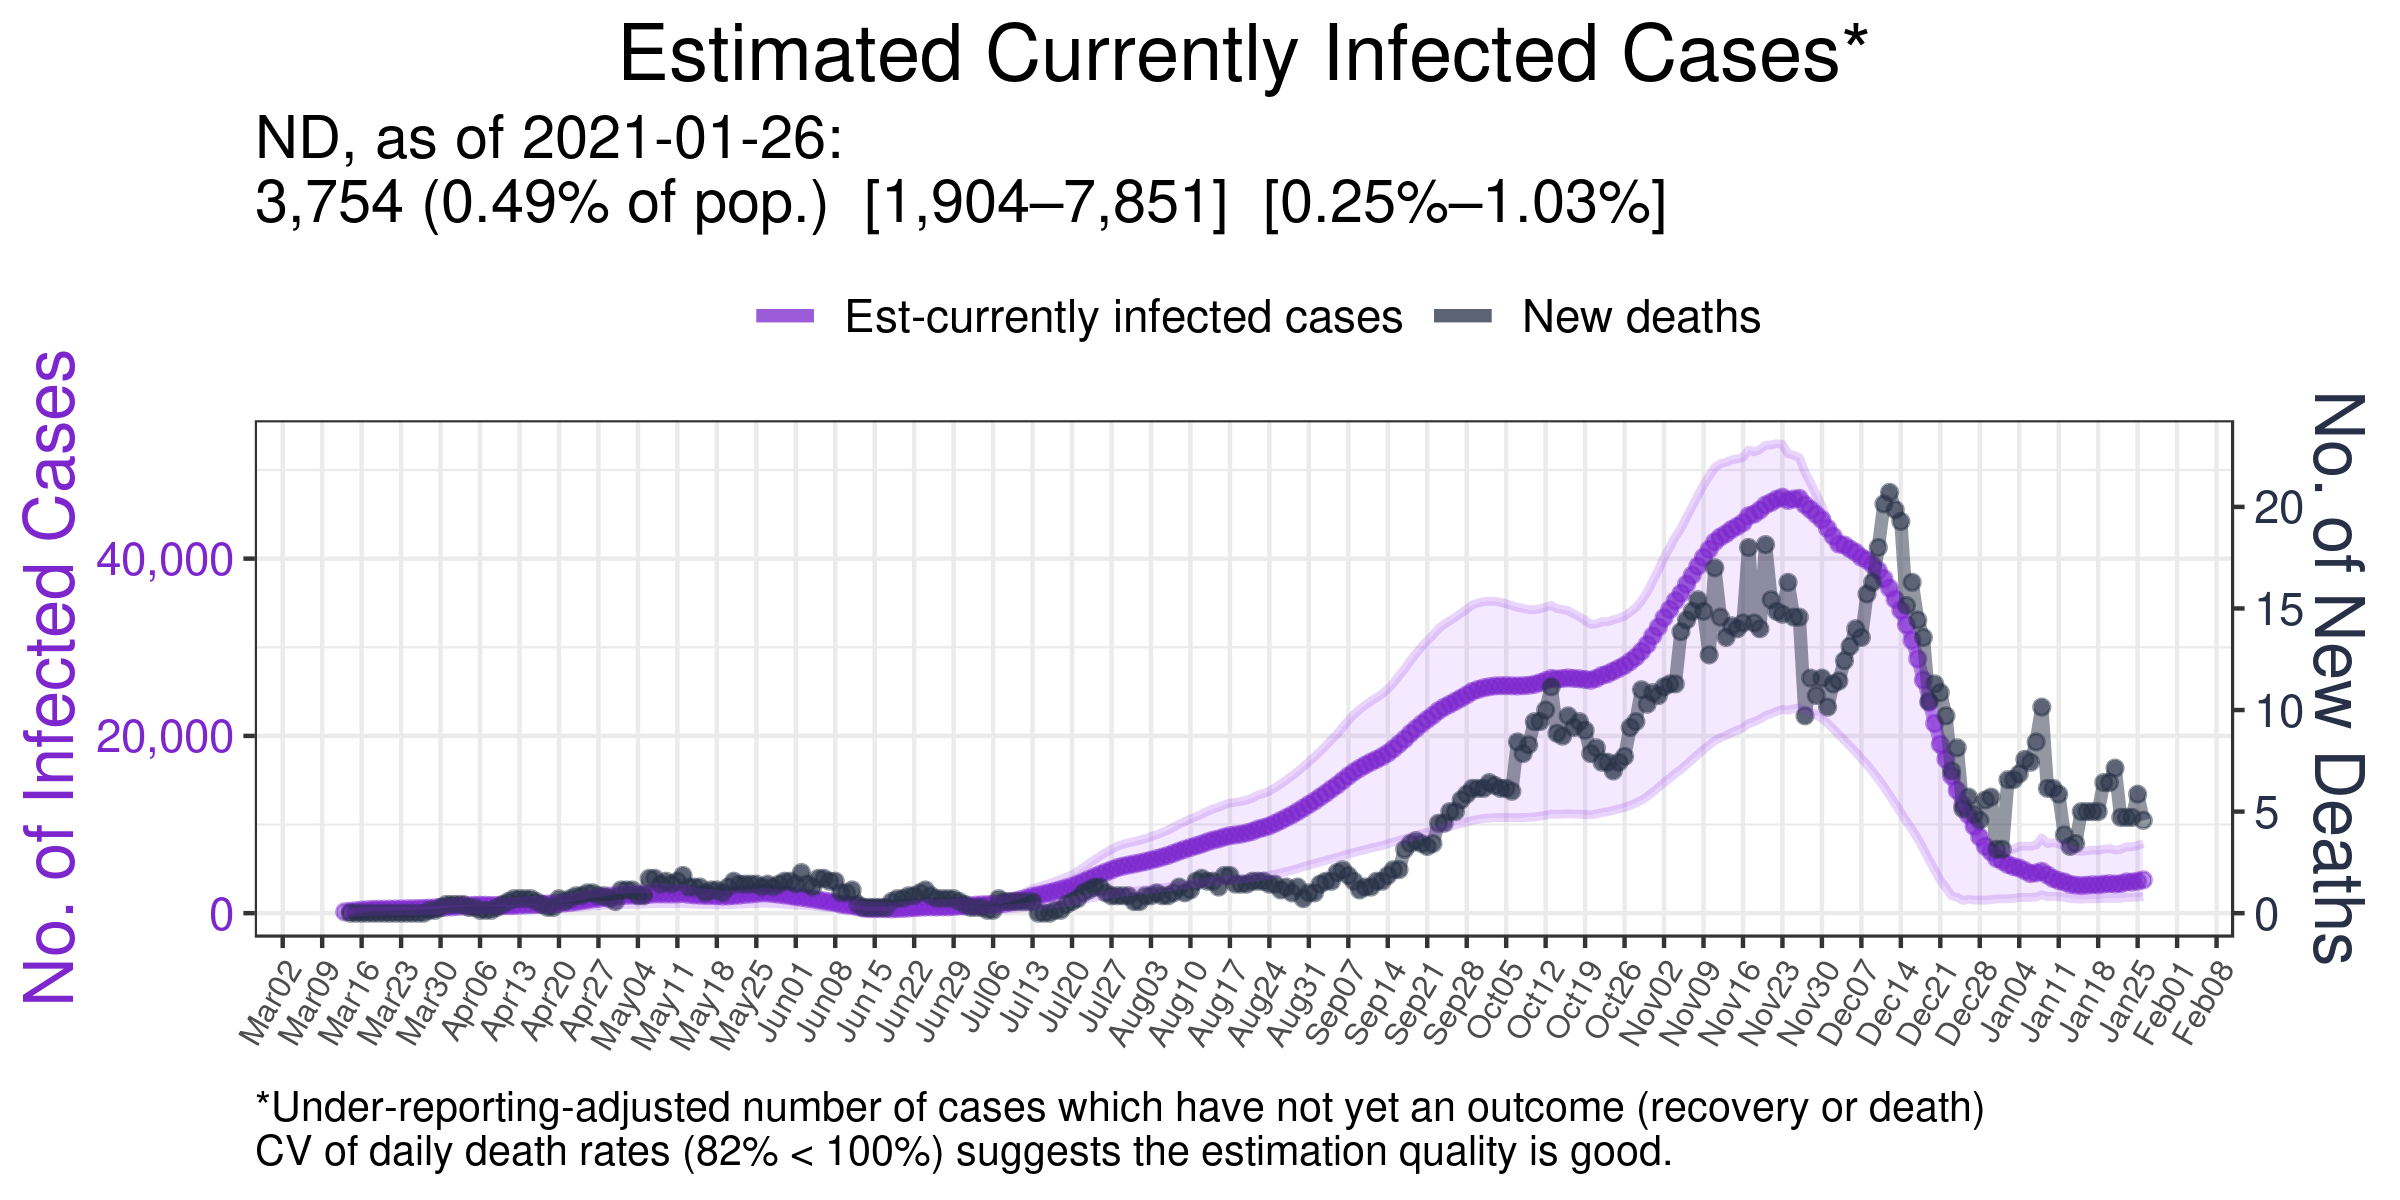 Estimated Currently Infected Cases*
ND, as of 2021-01-26:
3,754 (0.49% of pop.) [1,904–7,851] [0.25%–1.03%]
Est-currently infected cases New deaths
No. of Infected Cases
40,000
20,000
0
20
15
10
5
0
No. of New Deaths
Mar02 Mar09 Mar16 Mar23 Mar30 Apr06 Apr13 Apr20 Apr27 May04 May11 May18 May25 Jun01 Jun08 Jun15 Jun22 Jun29 Jul06 Jul13 Jul20 Jul27 Aug03 Aug10 Aug17 Aug24 Aug31 Sep07 Sep14 Sep21 Sep28 Oct05 Oct12 Oct19 Oct26 Nov02 Nov09 Nov16 Nov23 Nov30 Dec07 Dec14 Dec21 Dec28 Jan04 Jan11 Jan18 Jan25 Feb01 Feb08
*Under-reporting-adjusted number of cases which have not yet an outcome (recovery or death)
CV of daily death rates (82% < 100%) suggests the estimation quality is good.